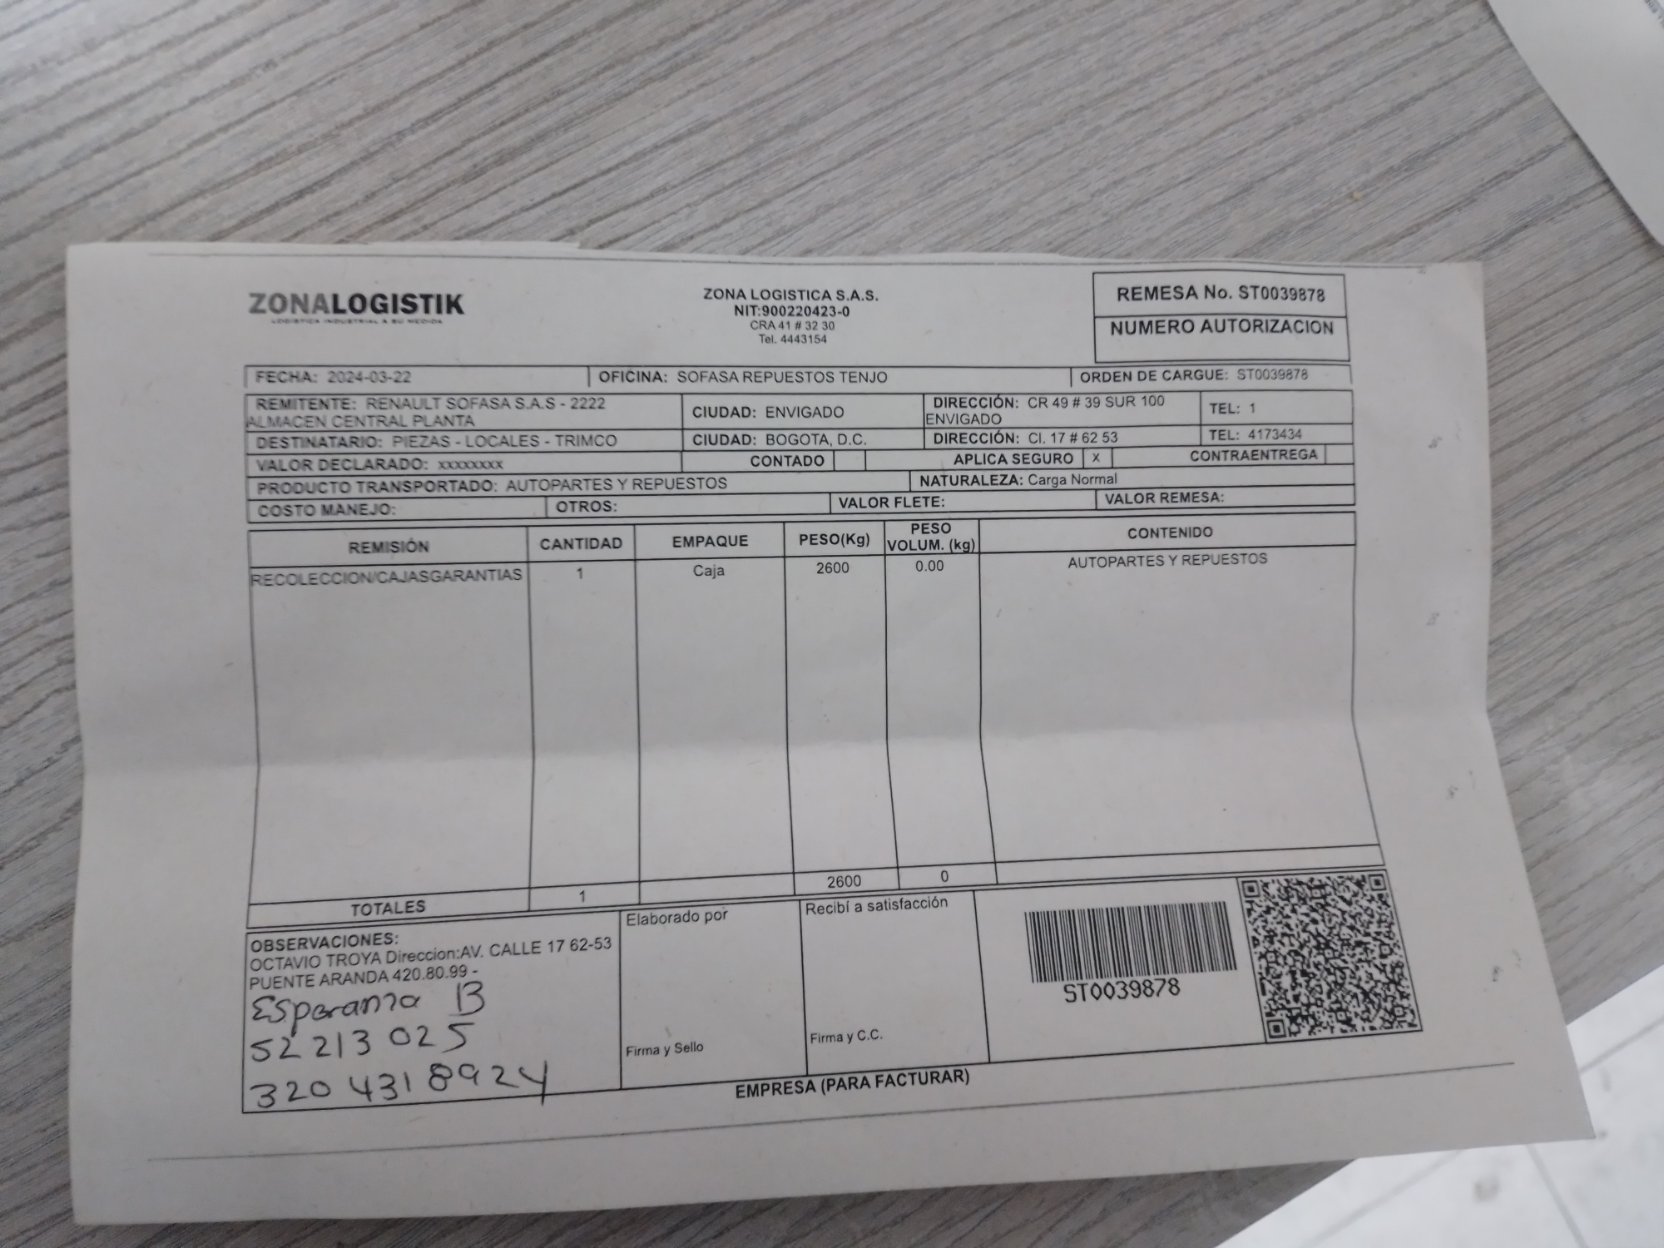 ZONALOGISTIK
LOGISTICA INDUSTRIAL A SU MEDIDA
ZONA LOGISTICA S.A.S.
NIT:900220423-0
CRA 41 # 32 30
Tel. 4443154
REMESA No. ST0039878
NUMERO AUTORIZACION
FECHA: 2024-03-22 OFICINA: SOFASA REPUESTOS TENJO ORDEN DE CARGUE: ST0039878
REMITENTE: RENAULT SOFASA S.A.S - 2222
ALMACEN CENTRAL PLANTA
CIUDAD: ENVIGADO
DIRECCIÓN: CR 49 # 39 SUR 100
ENVIGADO
TEL: 1
DESTINATARIO: PIEZAS - LOCALES - TRIMCO CIUDAD: BOGOTA, D.C. DIRECCIÓN: Cl. 17 # 62 53 TEL: 4173434
VALOR DECLARADO: xxxxxxxx CONTADO APLICA SEGURO x CONTRAENTREGA
PRODUCTO TRANSPORTADO: AUTOPARTES Y REPUESTOS NATURALEZA: Carga Normal
COSTO MANEJO: OTROS: VALOR FLETE: VALOR REMESA:
REMISIÓN CANTIDAD EMPAQUE PESO(Kg) PESO VOLUM. (kg) CONTENIDO
RECOLECCION/CAJASGARANTIAS 1 Caja 2600 0.00 AUTOPARTES Y REPUESTOS
TOTALES 1 2600 0
OBSERVACIONES:
OCTAVIO TROYA Direccion:AV. CALLE 17 62-53
PUENTE ARANDA 420.80.99 -
Esperanza B
52213025
320 4318924
Elaborado por
Firma y Sello
Recibí a satisfacción
Firma y C.C.
ST0039878
EMPRESA (PARA FACTURAR)